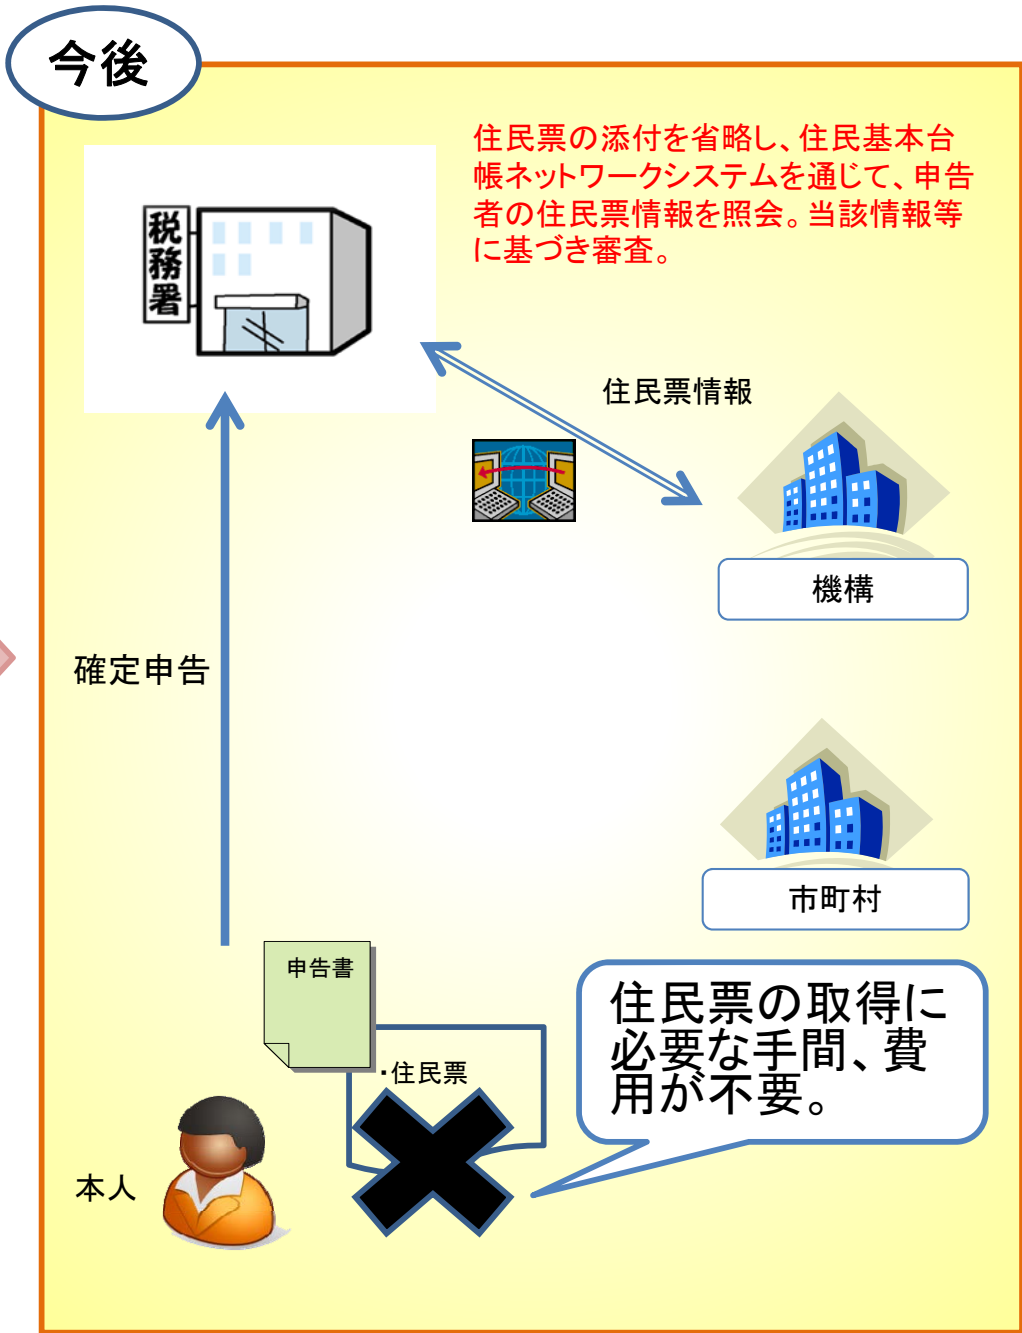 今後
住民票の添付を省略し、住民基本台
帳ネットワークシステムを通じて、申告
者の住民票情報を照会。当該情報等
に基づき審査。
税務署
住民票情報
機構
確定申告
市町村
申告書
・住民票
住民票の取得に
必要な手間、費
用が不要。
本人